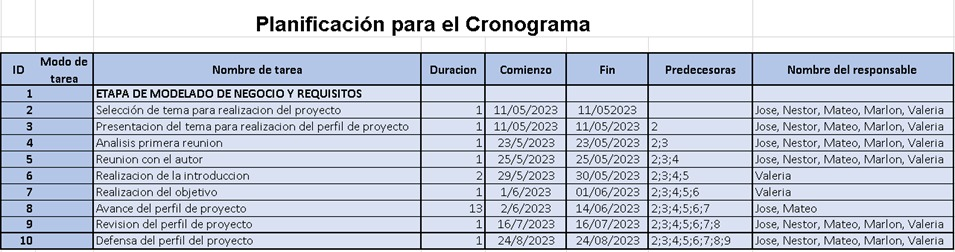 Planificación para el Cronograma
ID Modo de tarea Nombre de tarea Duracion Comienzo Fin Predecesoras Nombre del responsable
1 ETAPA DE MODELADO DE NEGOCIO Y REQUISITOS
2 Selección de tema para realizacion del proyecto 1 11/05/2023 11/052023 Jose, Nestor, Mateo, Marlon, Valeria
3 Presentacion del tema para realizacion del perfil de proyecto 1 11/05/2023 11/05/2023 2 Jose, Nestor, Mateo, Marlon, Valeria
4 Analisis primera reunion 1 23/5/2023 23/05/2023 2;3 Jose, Nestor, Mateo, Marlon, Valeria
5 Reunion con el autor 1 25/5/2023 25/05/2023 2;3;4 Jose, Nestor, Mateo, Marlon, Valeria
6 Realizacion de la introduccion 2 29/5/2023 30/05/2023 2;3;4;5 Valeria
7 Realizacion del objetivo 1 1/6/2023 01/06/2023 2;3;4;5;6 Valeria
8 Avance del perfil de proyecto 13 2/6/2023 14/06/2023 2;3;4;5;6;7 Jose, Mateo
9 Revision del perfil de proyecto 1 16/7/2023 16/07/2023 2;3;4;5;6;7;8 Jose, Nestor, Mateo, Marlon, Valeria
10 Defensa del perfil del proyecto 1 24/8/2023 24/08/2023 2;3;4;5;6;7;8;9 Jose, Nestor, Mateo, Marlon, Valeria